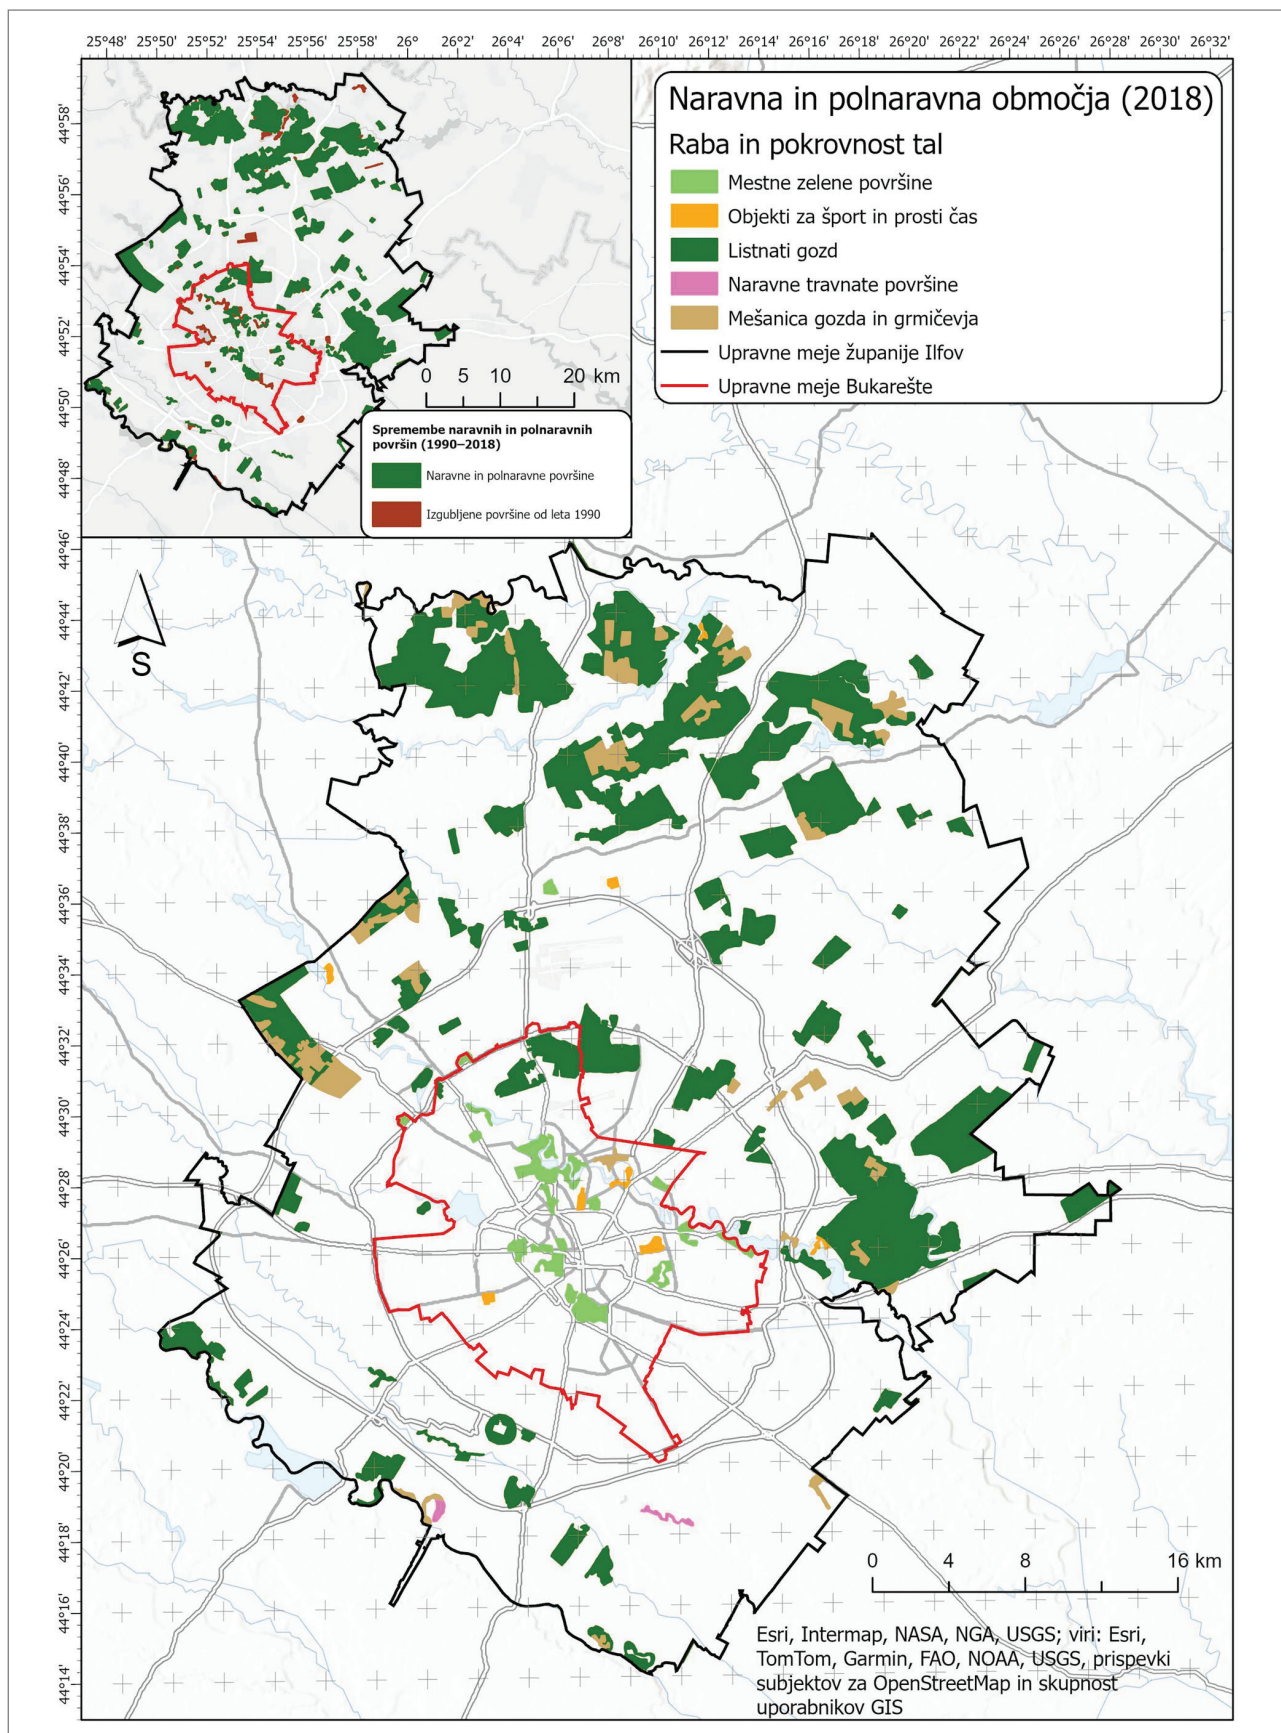 25°48' 25°50' 25°52' 25°54' 25°56' 25°58' 26° 26°2' 26°4' 26°6' 26°8' 26°10' 26°12' 26°14' 26°16' 26°18' 26°20' 26°22' 26°24' 26°26' 26°28' 26°30' 26°32'
44°58'
44°56'
44°54'
44°52'
44°50'
44°48'
44°46'
44°44'
44°42'
44°40'
44°38'
44°36'
44°34'
44°32'
44°30'
44°28'
44°26'
44°24'
44°22'
44°20'
44°18'
44°16'
44°14'
0 5 10 20 km
Spremembe naravnih in polnaravnih
površin (1990–2018)
Naravne in polnaravne površine
Izgubljene površine od leta 1990
Naravna in polnaravna območja (2018)
Raba in pokrovnost tal
Mestne zelene površine
Objekti za šport in prosti čas
Listnati gozd
Naravne travnate površine
Mešanica gozda in grmičevja
Upravne meje županije Ilfov
Upravne meje Bukarešte
S
0 4 8 16 km
Esri, Intermap, NASA, NGA, USGS; viri: Esri,
TomTom, Garmin, FAO, NOAA, USGS, prispevki
subjektov za OpenStreetMap in skupnost
uporabnikov GIS